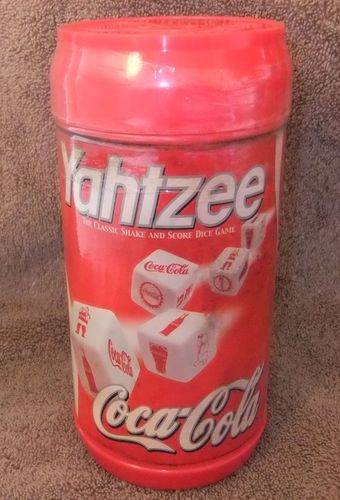 Yahtzee
THE CLASSIC SHAKE AND SCORE DICE GAME
Coca-Cola
Coca-Cola
Coca-Cola